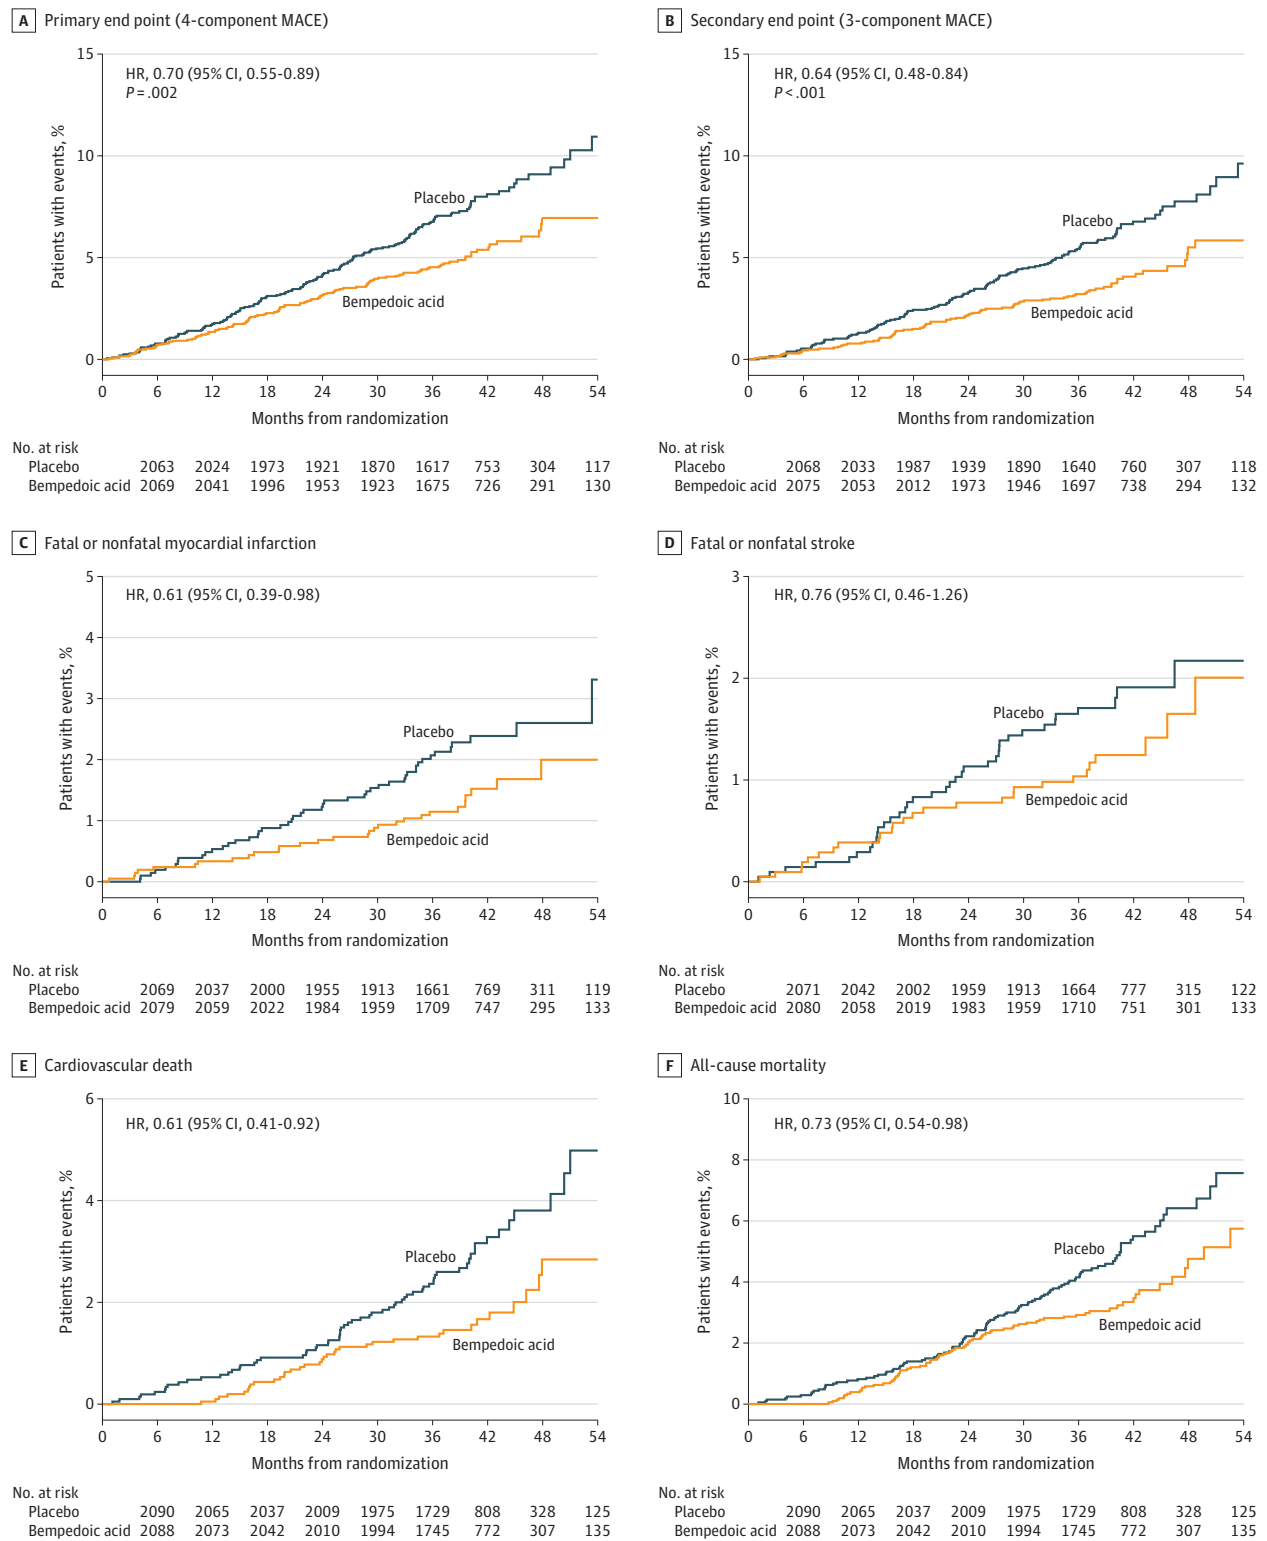 A Primary end point (4-component MACE)
15
10
5
0
Patients with events, %
HR, 0.70 (95% CI, 0.55-0.89)
P = .002
Placebo
Bempedoic acid
0 6 12 18 24 30 36 42 48 54
Months from randomization
No. at risk
Placebo 2063 2024 1973 1921 1870 1617 753 304 117
Bempedoic acid 2069 2041 1996 1953 1923 1675 726 291 130
B Secondary end point (3-component MACE)
15
10
5
0
Patients with events, %
HR, 0.64 (95% CI, 0.48-0.84)
P < .001
Placebo
Bempedoic acid
0 6 12 18 24 30 36 42 48 54
Months from randomization
No. at risk
Placebo 2068 2033 1987 1939 1890 1640 760 307 118
Bempedoic acid 2075 2053 2012 1973 1946 1697 738 294 132
C Fatal or nonfatal myocardial infarction
5
4
3
2
1
0
Patients with events, %
HR, 0.61 (95% CI, 0.39-0.98)
Placebo
Bempedoic acid
0 6 12 18 24 30 36 42 48 54
Months from randomization
No. at risk
Placebo 2069 2037 2000 1955 1913 1661 769 311 119
Bempedoic acid 2079 2059 2022 1984 1959 1709 747 295 133
D Fatal or nonfatal stroke
3
2
1
0
Patients with events, %
HR, 0.76 (95% CI, 0.46-1.26)
Placebo
Bempedoic acid
0 6 12 18 24 30 36 42 48 54
Months from randomization
No. at risk
Placebo 2071 2042 2002 1959 1913 1664 777 315 122
Bempedoic acid 2080 2058 2019 1983 1959 1710 751 301 133
E Cardiovascular death
6
4
2
0
Patients with events, %
HR, 0.61 (95% CI, 0.41-0.92)
Placebo
Bempedoic acid
0 6 12 18 24 30 36 42 48 54
Months from randomization
No. at risk
Placebo 2090 2065 2037 2009 1975 1729 808 328 125
Bempedoic acid 2088 2073 2042 2010 1994 1745 772 307 135
F All-cause mortality
10
8
6
4
2
0
Patients with events, %
HR, 0.73 (95% CI, 0.54-0.98)
Placebo
Bempedoic acid
0 6 12 18 24 30 36 42 48 54
Months from randomization
No. at risk
Placebo 2090 2065 2037 2009 1975 1729 808 328 125
Bempedoic acid 2088 2073 2042 2010 1994 1745 772 307 135